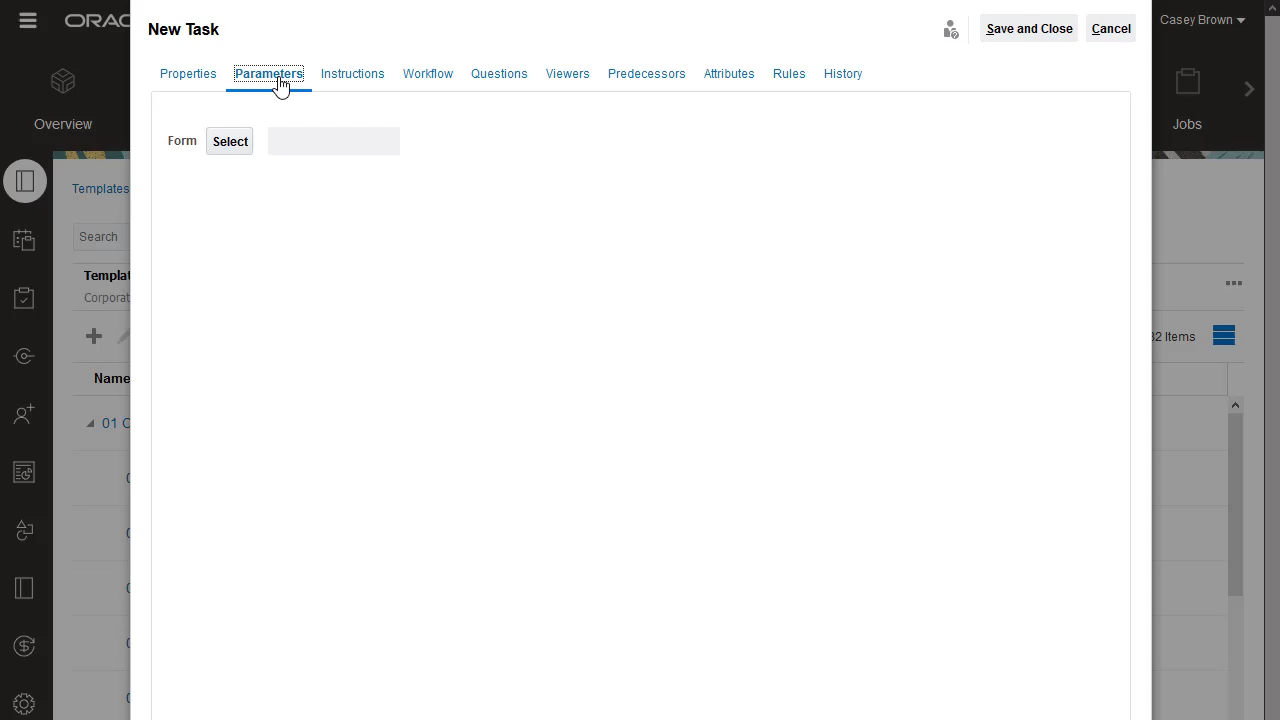 ORAC
New Task
Save and Close
Cancel
Casey Brown
Properties
Parameters
Instructions
Workflow
Questions
Viewers
Predecessors
Attributes
Rules
History
Overview
Jobs
Form
Select
Templates
Search
Templat
Corporat
32 Items
Name
01 C